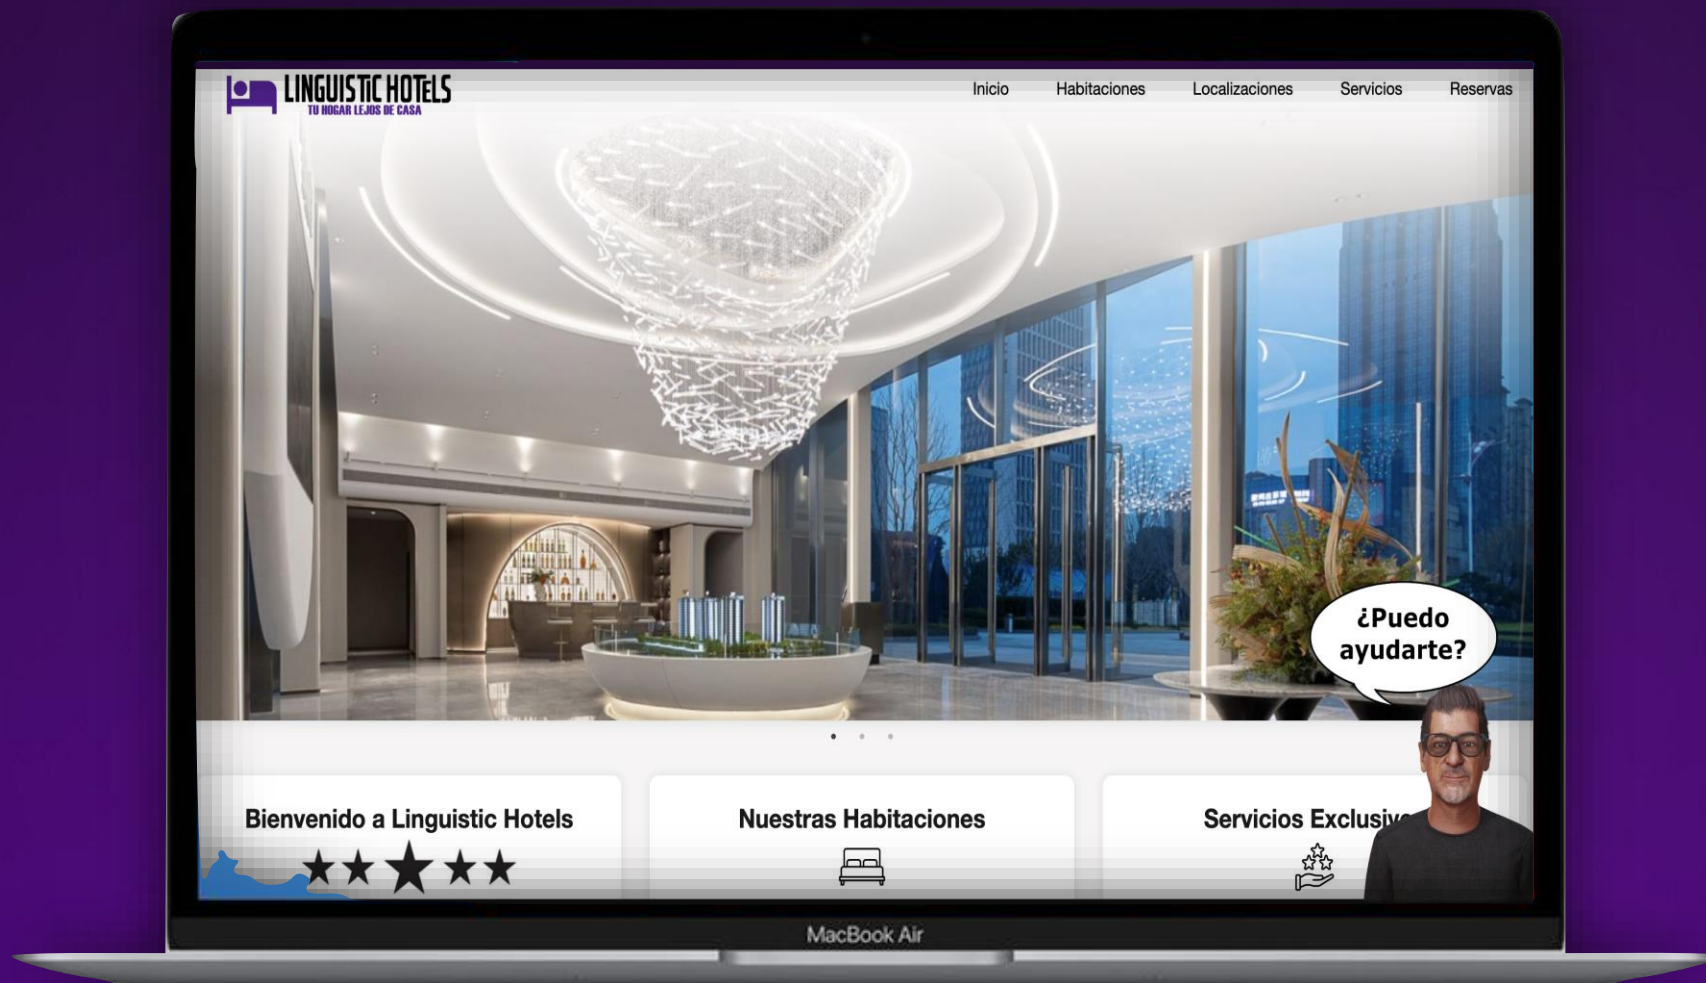 LINGUISTIC HOTELS
TU HOGAR LEJOS DE CASA
Inicio Habitaciones Localizaciones Servicios Reservas
¿Puedo
ayudarte?
Bienvenido a Linguistic Hotels
Nuestras Habitaciones
Servicios
MacBook Air